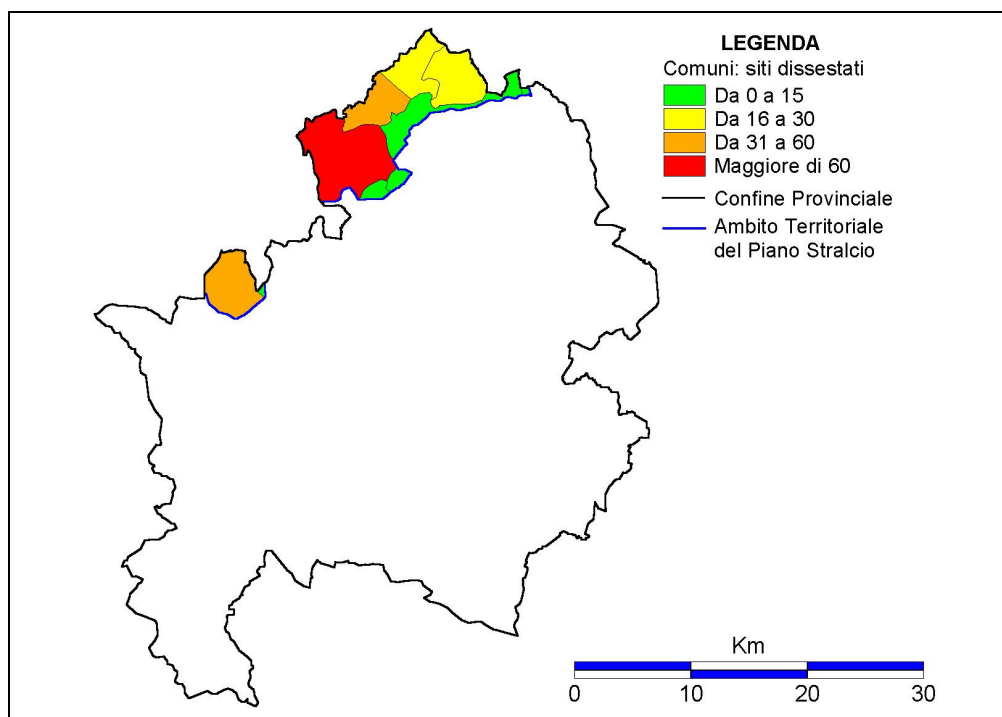 LEGENDA
Comuni: siti dissestati
Da 0 a 15
Da 16 a 30
Da 31 a 60
Maggiore di 60
Confine Provinciale
Ambito Territoriale
del Piano Stralcio
Km
0 10 20 30